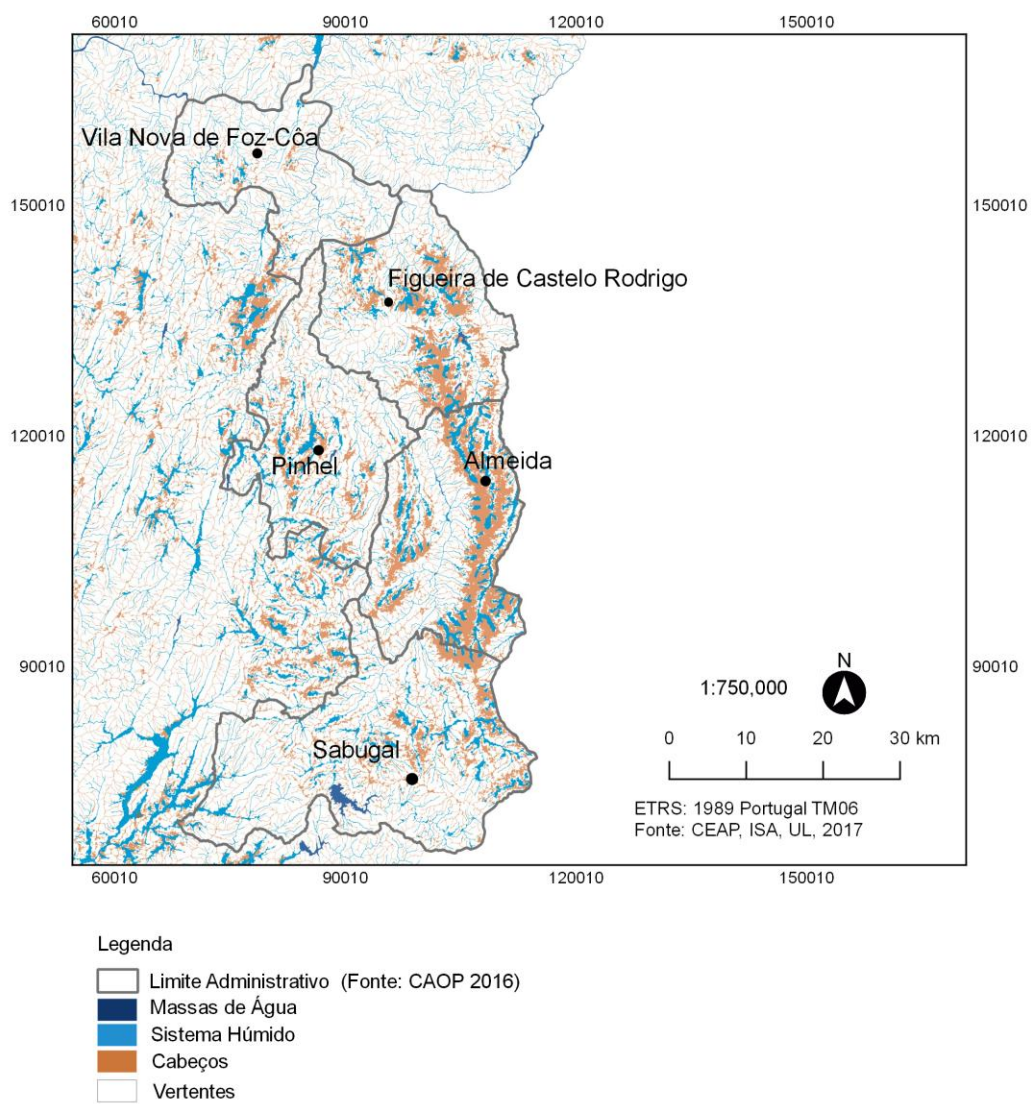 60010 90010 120010 150010
Vila Nova de Foz-Côa
150010 150010
Figueira de Castelo Rodrigo
120010 120010
Almeida
Pinhel
90010 90010
N
1:750,000
Sabugal
0 10 20 30 km
ETRS: 1989 Portugal TM06
Fonte: CEAP, ISA, UL, 2017
60010 90010 120010 150010
Legenda
Limite Administrativo (Fonte: CAOP 2016)
Massas de Água
Sistema Húmido
Cabeços
Vertentes